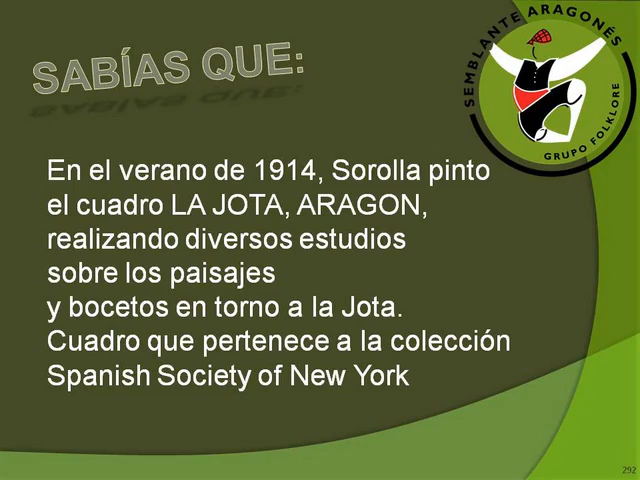 SABÍAS QUE:
SEMBLANTE ARAGONÉS
GRUPO FOLKLORE
En el verano de 1914, Sorolla pinto
el cuadro LA JOTA, ARAGON,
realizando diversos estudios
sobre los paisajes
y bocetos en torno a la Jota.
Cuadro que pertenece a la colección
Spanish Society of New York
292